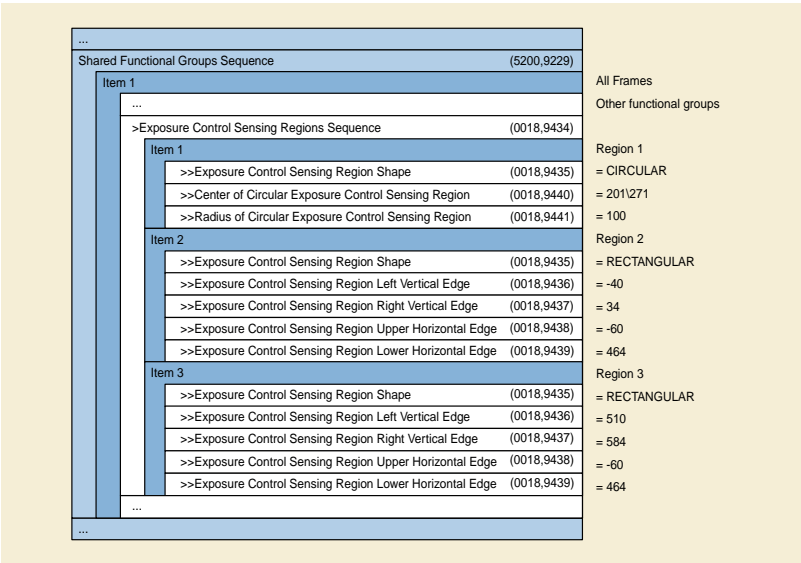 ...
Shared Functional Groups Sequence (5200,9229)
Item 1 All Frames
... Other functional groups
>Exposure Control Sensing Regions Sequence (0018,9434)
Item 1 Region 1
>>Exposure Control Sensing Region Shape (0018,9435) = CIRCULAR
>>Center of Circular Exposure Control Sensing Region (0018,9440) = 201\271
>>Radius of Circular Exposure Control Sensing Region (0018,9441) = 100
Item 2 Region 2
>>Exposure Control Sensing Region Shape (0018,9435) = RECTANGULAR
>>Exposure Control Sensing Region Left Vertical Edge (0018,9436) = -40
>>Exposure Control Sensing Region Right Vertical Edge (0018,9437) = 34
>>Exposure Control Sensing Region Upper Horizontal Edge (0018,9438) = -60
>>Exposure Control Sensing Region Lower Horizontal Edge (0018,9439) = 464
Item 3 Region 3
>>Exposure Control Sensing Region Shape (0018,9435) = RECTANGULAR
>>Exposure Control Sensing Region Left Vertical Edge (0018,9436) = 510
>>Exposure Control Sensing Region Right Vertical Edge (0018,9437) = 584
>>Exposure Control Sensing Region Upper Horizontal Edge (0018,9438) = -60
>>Exposure Control Sensing Region Lower Horizontal Edge (0018,9439) = 464
...
...